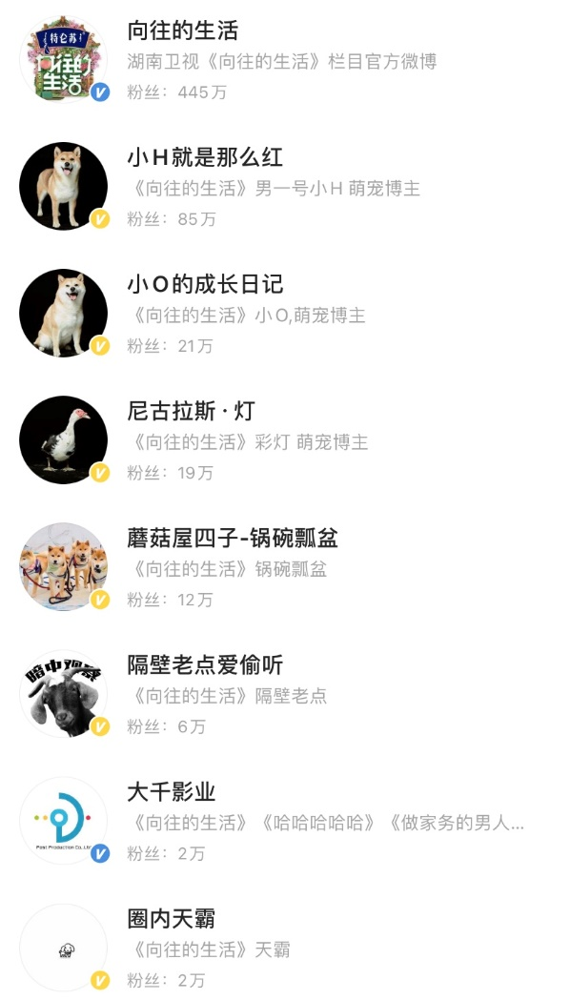 特仑苏
向往的
生活
向往的生活
湖南卫视《向往的生活》栏目官方微博
粉丝：445万
小H就是那么红
《向往的生活》男一号小H 萌宠博主
粉丝：85万
小O的成长日记
《向往的生活》小O,萌宠博主
粉丝：21万
尼古拉斯·灯
《向往的生活》彩灯 萌宠博主
粉丝：19万
蘑菇屋四子-锅碗瓢盆
《向往的生活》锅碗瓢盆
粉丝：12万
暗中观察
隔壁老点爱偷听
《向往的生活》隔壁老点
粉丝：6万
Post Production Co.,Ltd
大千影业
《向往的生活》《哈哈哈哈哈》《做家务的男人...
粉丝：2万
圈内天霸
《向往的生活》天霸
粉丝：2万